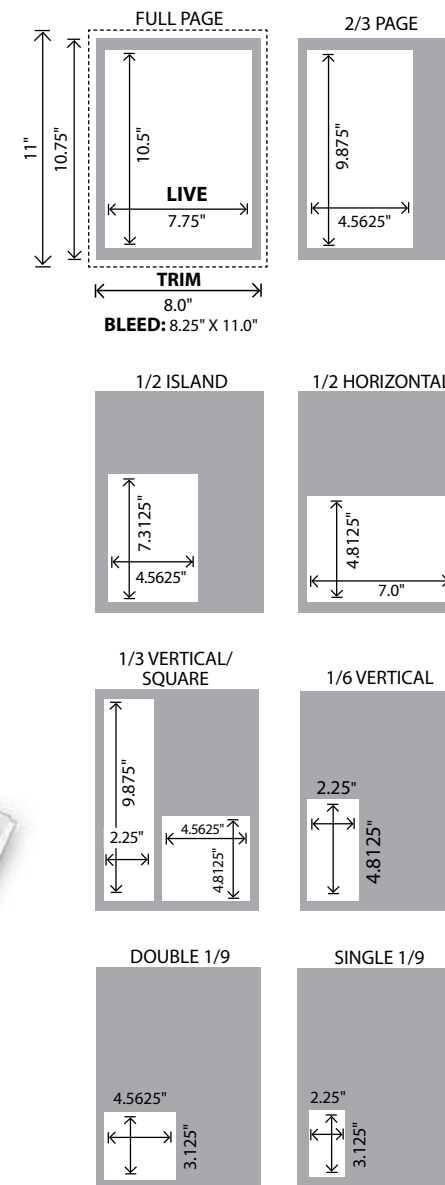 FULL PAGE
11"
10.75"
10.5"
LIVE
7.75"
TRIM
8.0"
BLEED: 8.25" X 11.0"
2/3 PAGE
9.875"
4.5625"
1/2 ISLAND
7.3125"
4.5625"
1/2 HORIZONTAL
4.8125"
7.0"
1/3 VERTICAL/
SQUARE
9.875"
2.25"
4.5625"
4.8125"
1/6 VERTICAL
2.25"
4.8125"
DOUBLE 1/9
4.5625"
3.125"
SINGLE 1/9
2.25"
3.125"